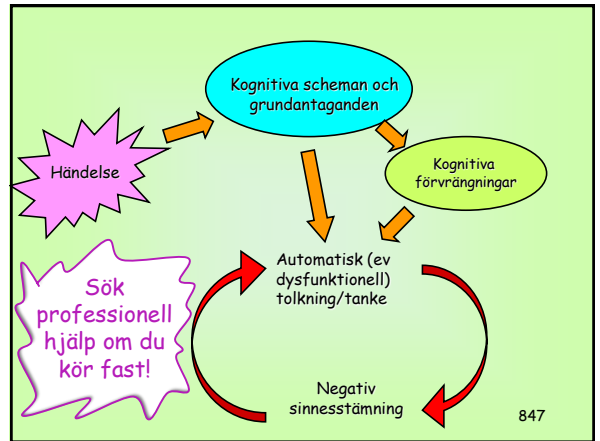 Kognitiva scheman och
grundantaganden
Händelse
Kognitiva
förvrängningar
Automatisk (ev
dysfunktionell)
tolkning/tanke
Sök
professionell
hjälp om du
kör fast!
Negativ
sinnesstämning
847